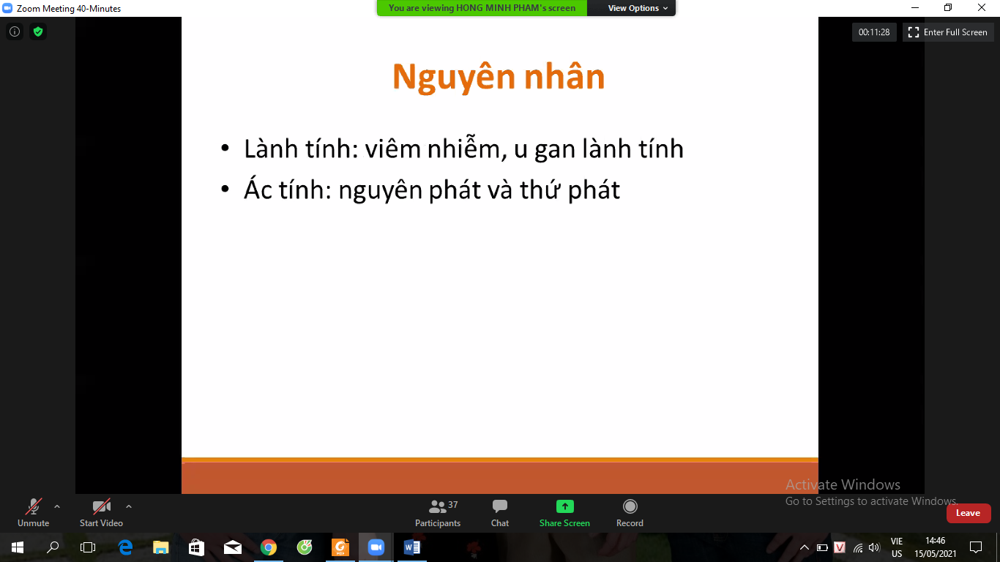 Zoom Meeting 40-Minutes
You are viewing HONG MINH PHAM's screen
View Options
00:11:28
Enter Full Screen
Nguyên nhân
• Lành tính: viêm nhiễm, u gan lành tính
• Ác tính: nguyên phát và thứ phát
Activate Windows
Go to Settings to activate Windows.
Unmute
Start Video
37
Participants
Chat
Share Screen
Record
Leave
VIE
US
14:46
15/05/2021